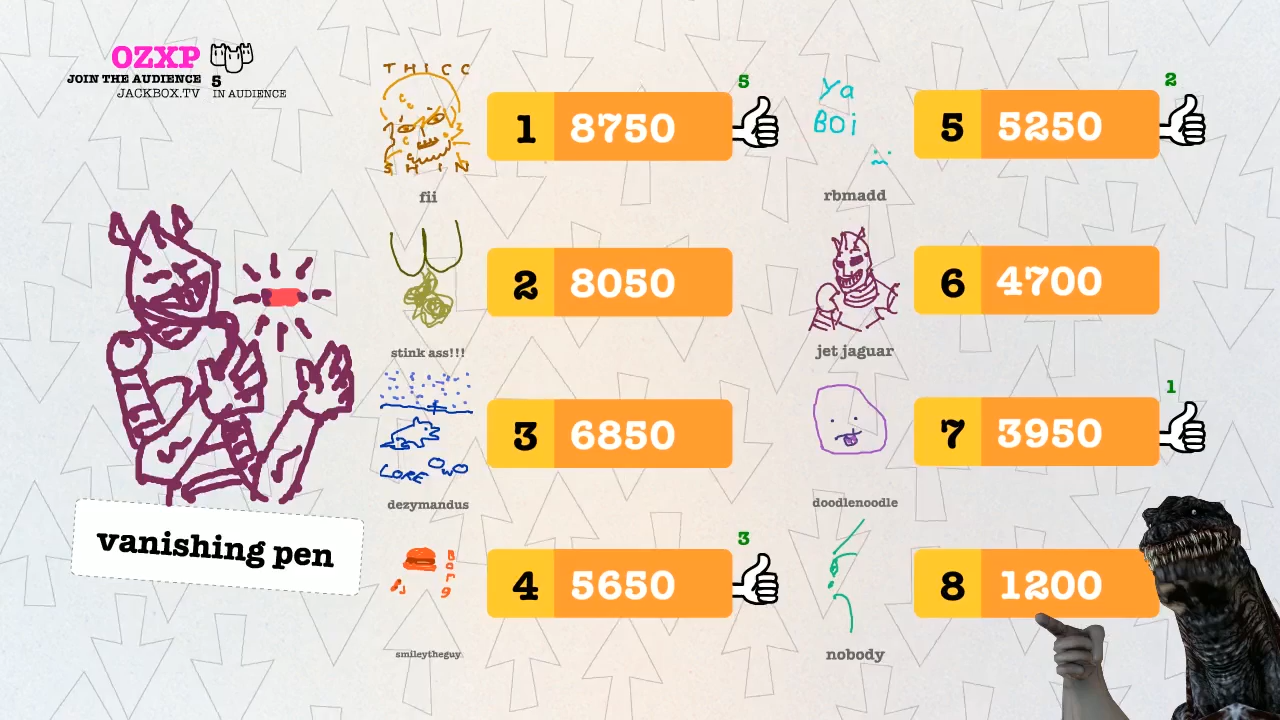 OZXP
JOIN THE AUDIENCE 5
JACKBOX.TV IN AUDIENCE
vanishing pen
THICC
SHIN
fii
1 8750 5
stink ass!!!
2 8050
LORE OwO
dezymandus
3 6850
Borg
smileytheguy
4 5650 3
Ya
BOi
rbmadd
5 5250 2
jet jaguar
6 4700
doodlenoodle
7 3950 1
nobody
8 1200